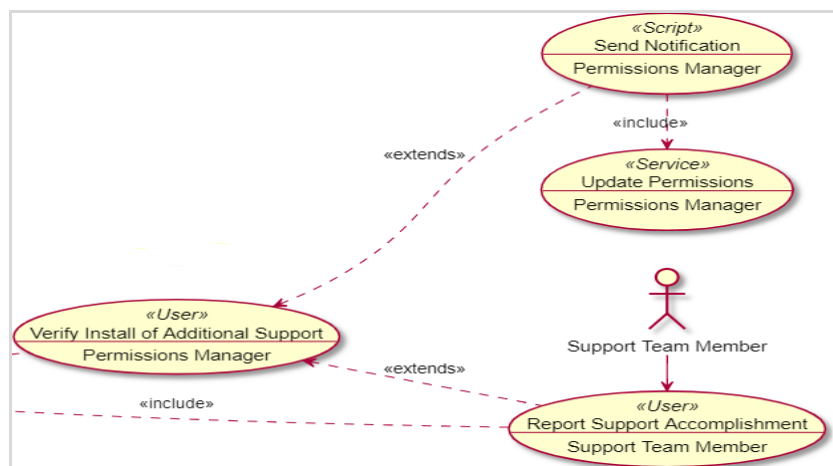 «Script»
Send Notification
Permissions Manager
«include»
«extends»
«Service»
Update Permissions
Permissions Manager
«User»
Verify Install of Additional Support
Permissions Manager
Support Team Member
«extends»
«include»
«User»
Report Support Accomplishment
Support Team Member